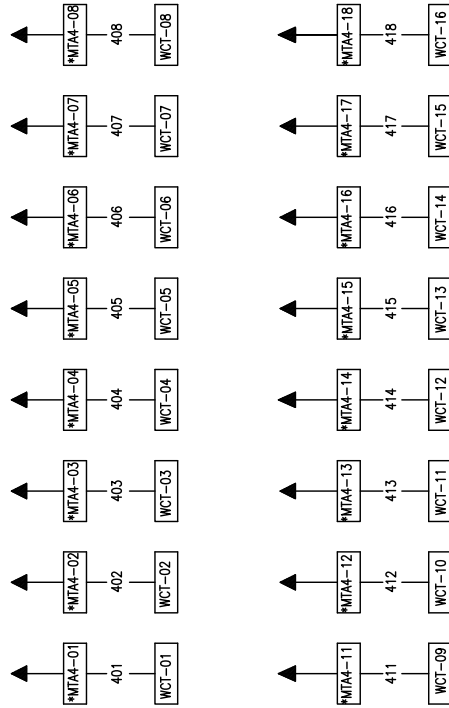 *MTA4-01
*MTA4-02
*MTA4-03
*MTA4-04
*MTA4-05
*MTA4-06
*MTA4-07
*MTA4-08
401
402
403
404
405
406
407
408
WCT-01
WCT-02
WCT-03
WCT-04
WCT-05
WCT-06
WCT-07
WCT-08
*MTA4-11
*MTA4-12
*MTA4-13
*MTA4-14
*MTA4-15
*MTA4-16
*MTA4-17
*MTA4-18
411
412
413
414
415
416
417
418
WCT-09
WCT-10
WCT-11
WCT-12
WCT-13
WCT-14
WCT-15
WCT-16